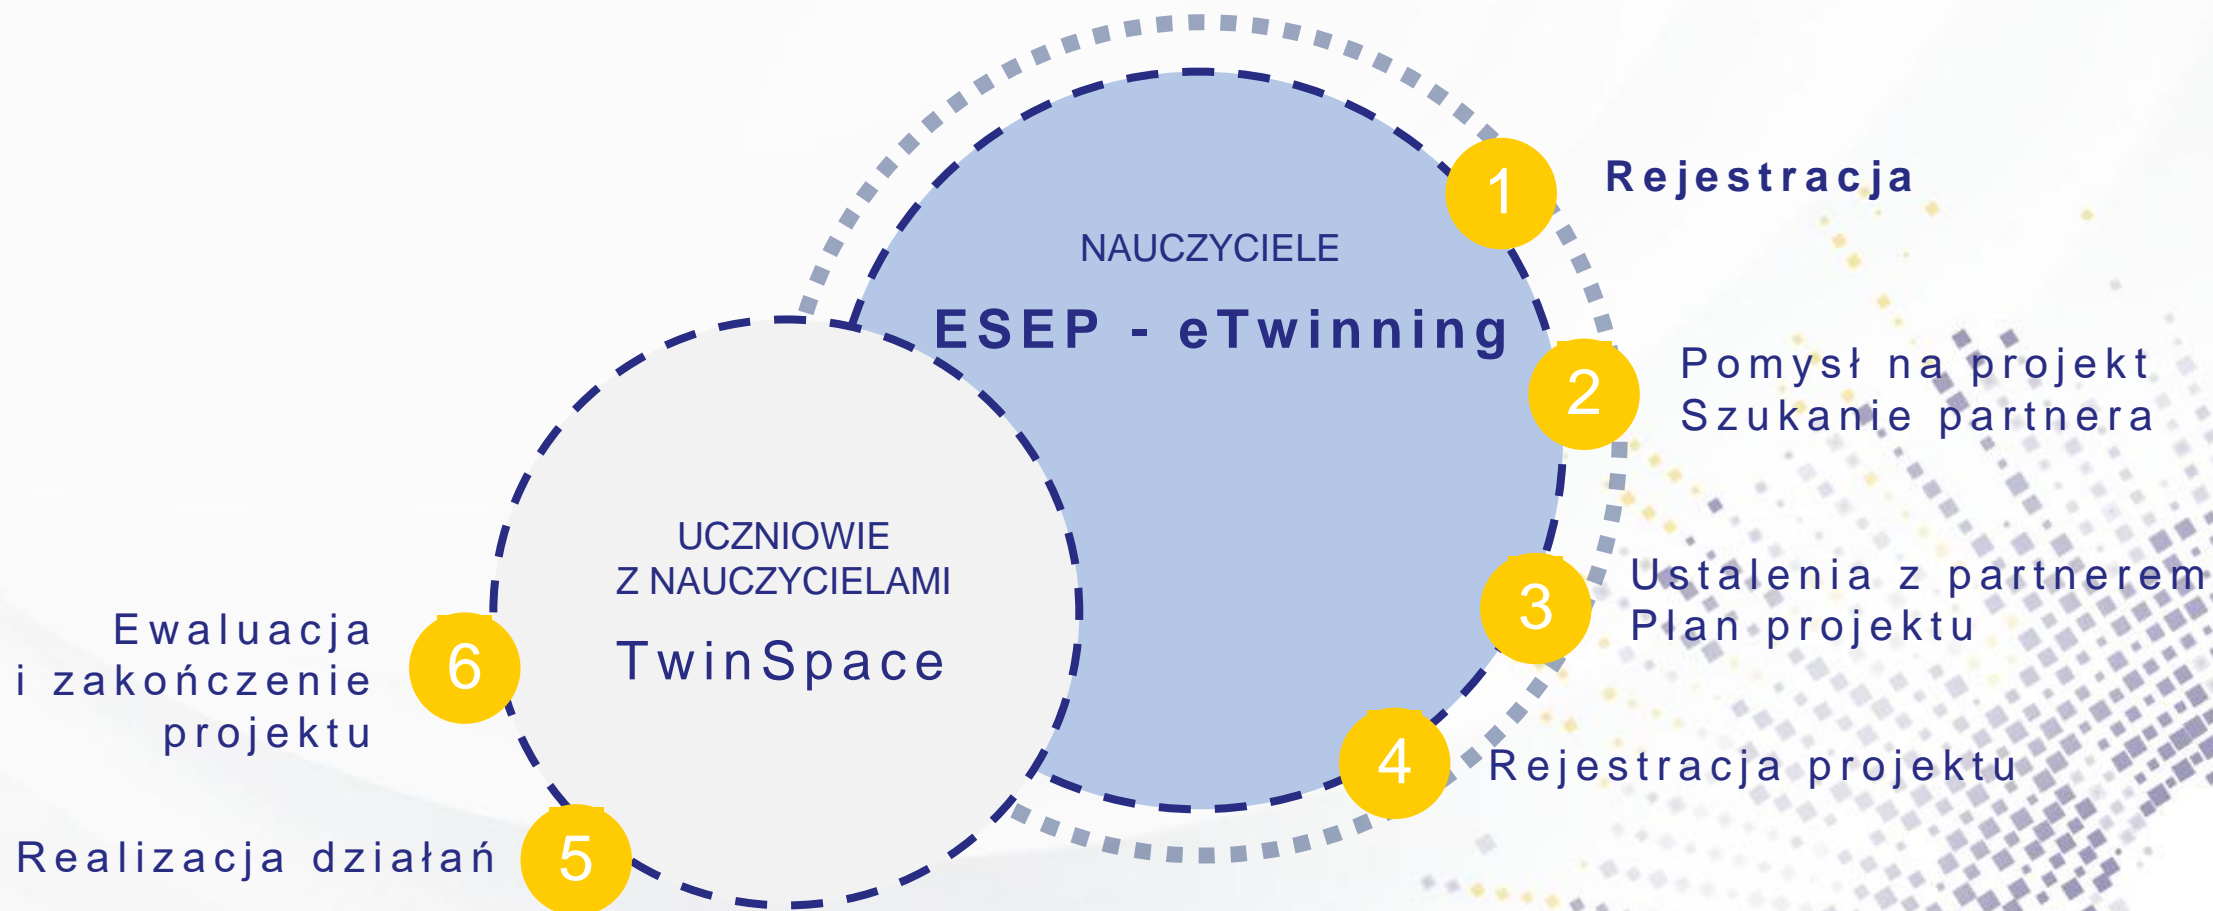 NAUCZYCIELE
ESEP - eTwinning
1
Rejestracja
2
Pomysł na projekt
Szukanie partnera
3
Ustalenia z partnerem
Plan projektu
4
Rejestracja projektu
UCZNIOWIE
Z NAUCZYCIELAMI
TwinSpace
5
Realizacja działań
6
Ewaluacja
i zakończenie
projektu